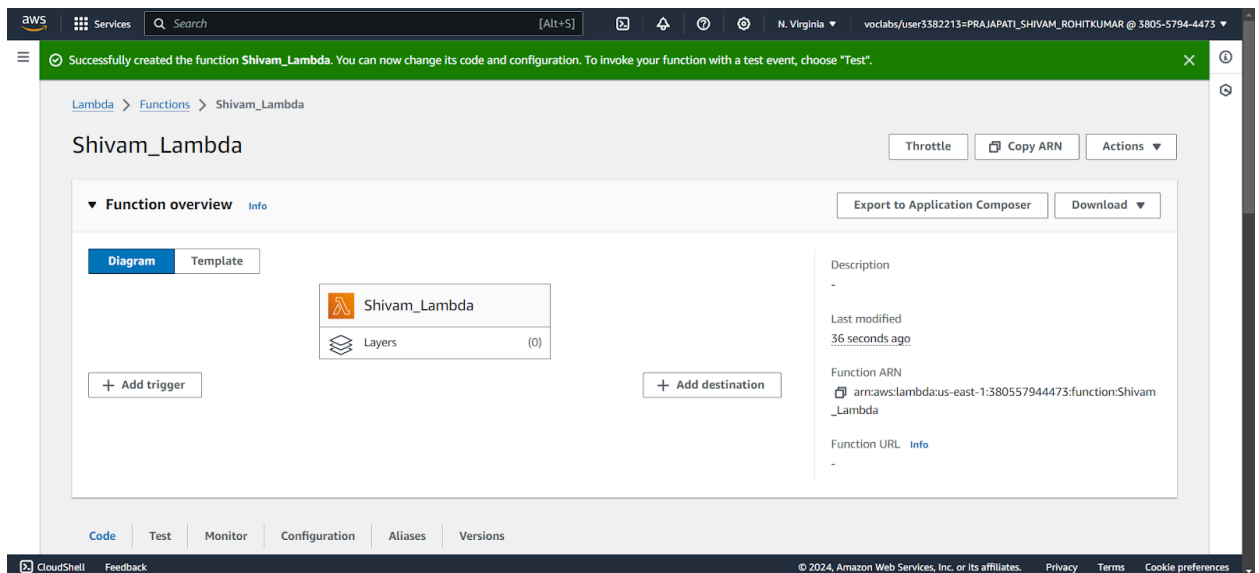 aws Services Search [Alt+S] N. Virginia ▼ voclabs/user3382213=PRAJAPATI_SHIVAM_ROHITKUMAR @ 3805-5794-4473 ▼
Successfully created the function Shivam_Lambda. You can now change its code and configuration. To invoke your function with a test event, choose "Test".
Lambda > Functions > Shivam_Lambda
Shivam_Lambda
Throttle Copy ARN Actions ▼
▼ Function overview Info
Export to Application Composer Download ▼
Diagram Template
Shivam_Lambda
Layers (0)
+ Add trigger
+ Add destination
Description
-
Last modified
36 seconds ago
Function ARN
arn:aws:lambda:us-east-1:380557944473:function:Shivam
_Lambda
Function URL Info
-
Code Test Monitor Configuration Aliases Versions
CloudShell Feedback © 2024, Amazon Web Services, Inc. or its affiliates. Privacy Terms Cookie preferences